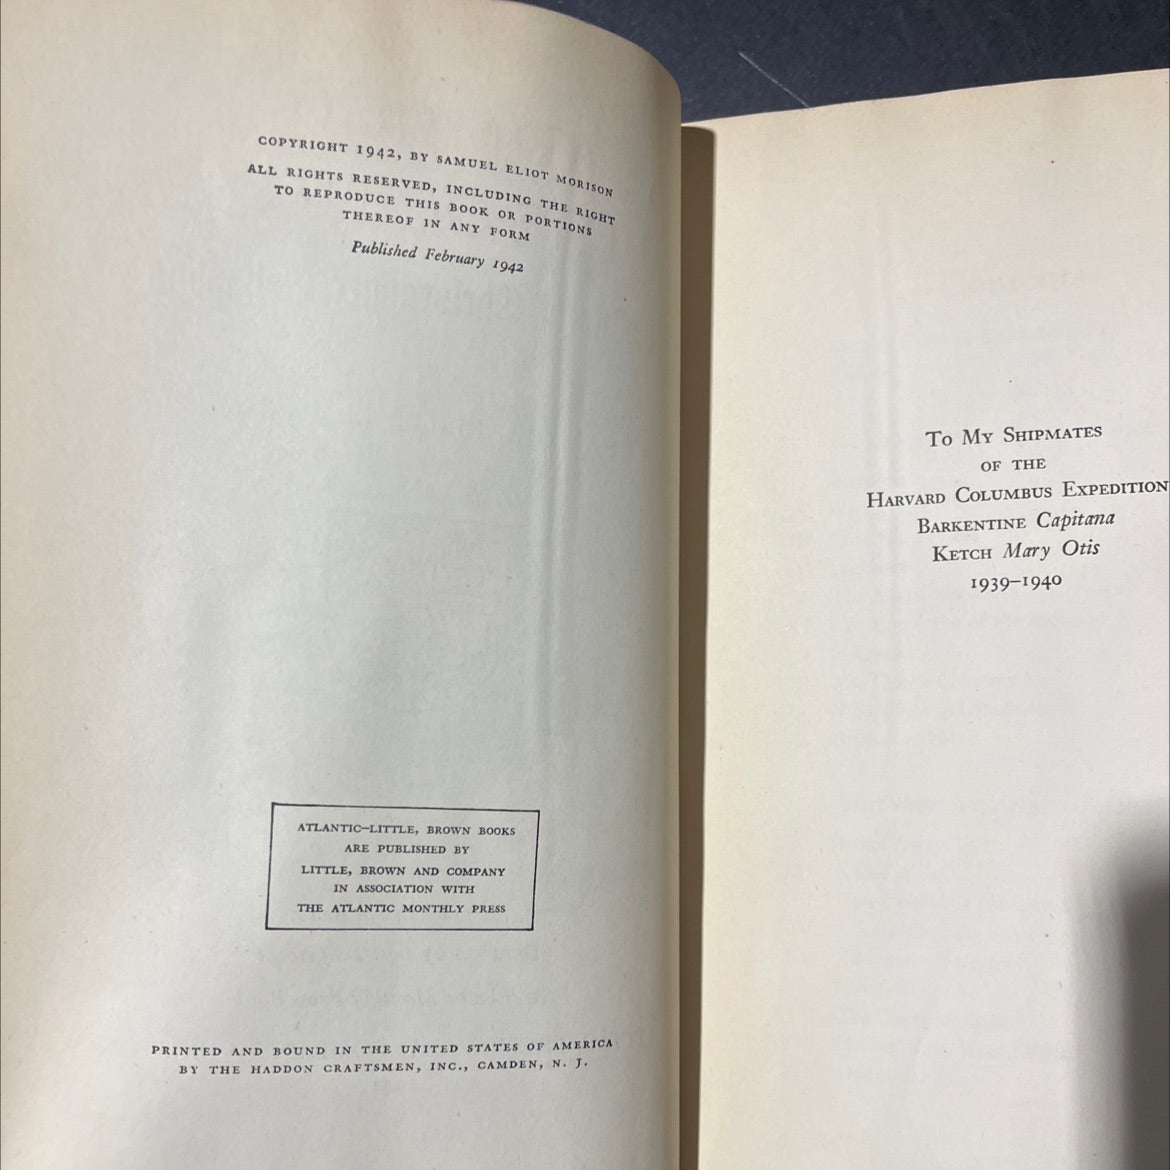 COPYRIGHT 1942, BY SAMUEL ELIOT MORISON
ALL RIGHTS RESERVED, INCLUDING THE RIGHT
TO REPRODUCE THIS BOOK OR PORTIONS
THEREOF IN ANY FORM
Published February 1942
ATLANTIC–LITTLE, BROWN BOOKS
ARE PUBLISHED BY
LITTLE, BROWN AND COMPANY
IN ASSOCIATION WITH
THE ATLANTIC MONTHLY PRESS
PRINTED AND BOUND IN THE UNITED STATES OF AMERICA
BY THE HADDON CRAFTSMEN, INC., CAMDEN, N. J.
To My Shipmates
OF THE
Harvard Columbus Expedition
Barkentine Capitana
Ketch Mary Otis
1939–1940